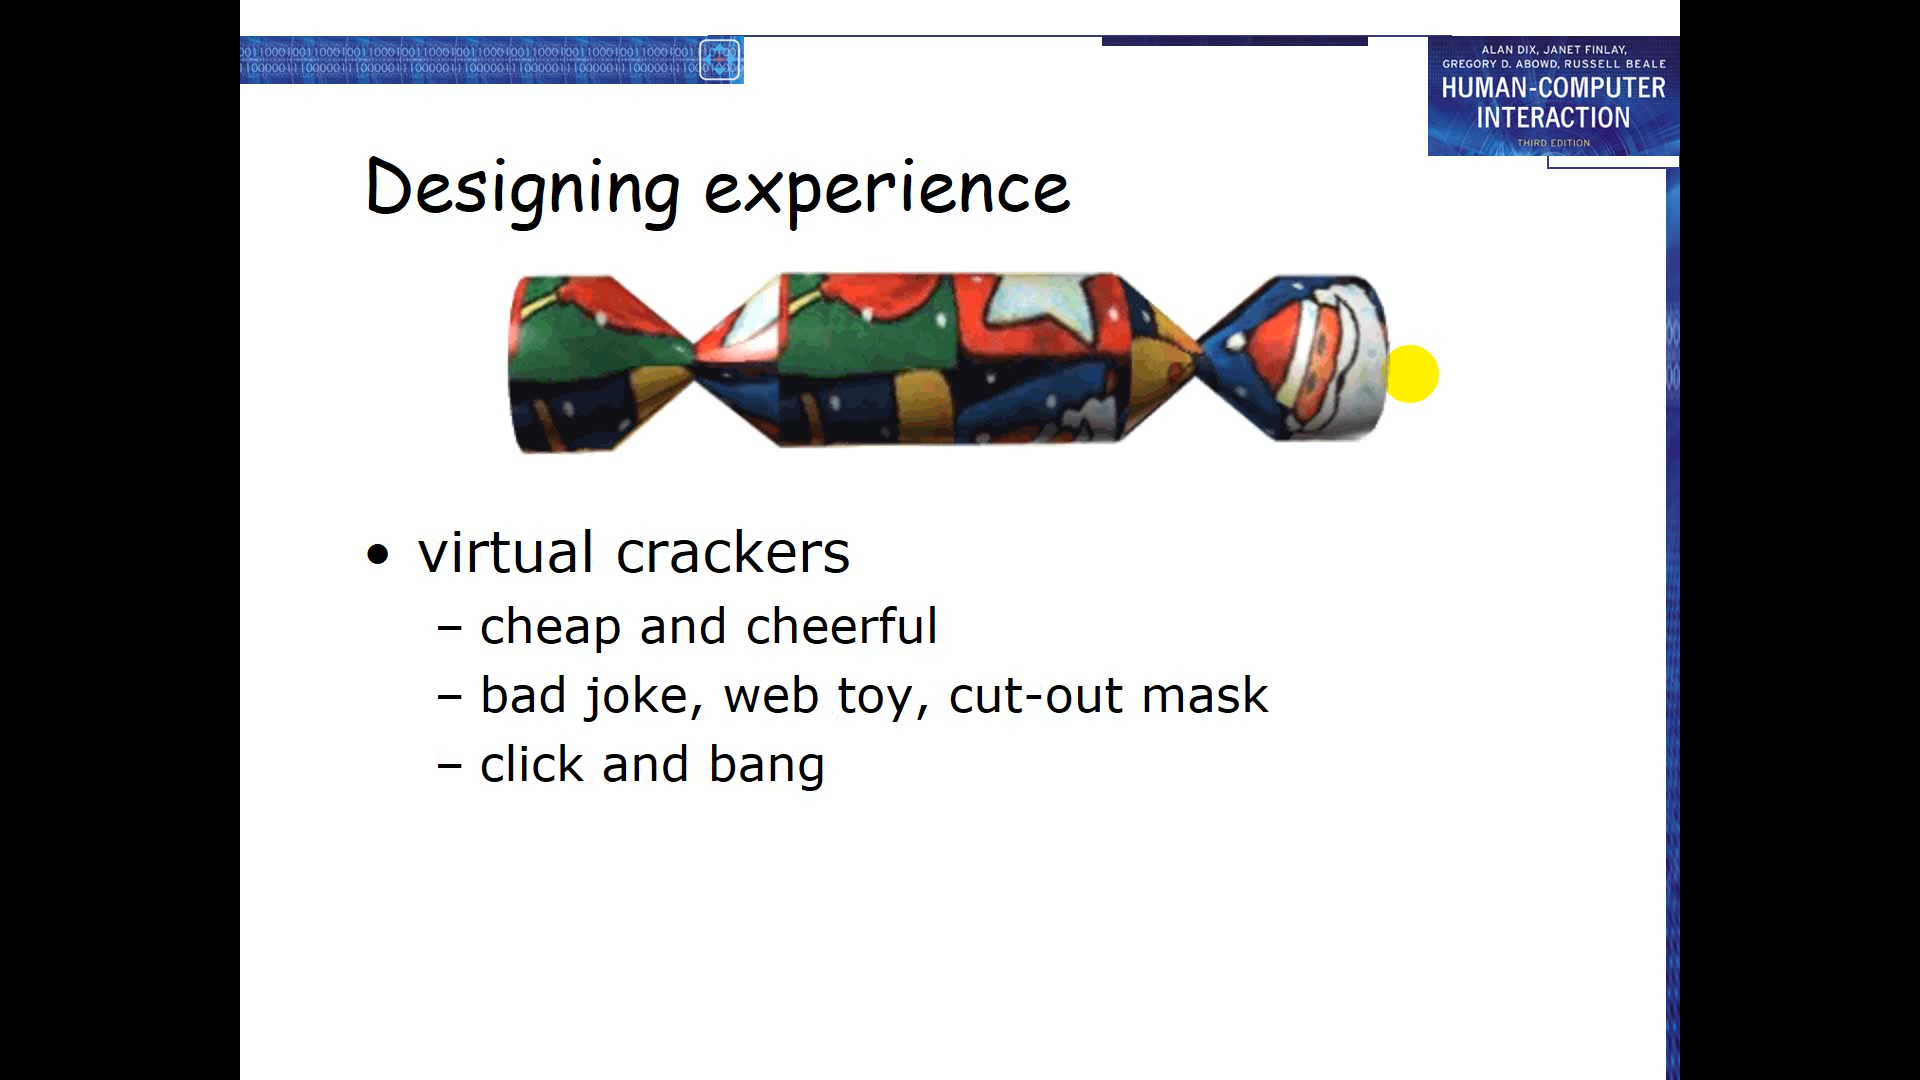 ALAN DIX, JANET FINLAY,
GREGORY D. ABOWD, RUSSELL BEALE
HUMAN-COMPUTER
INTERACTION
THIRD EDITION
Designing experience
• virtual crackers
– cheap and cheerful
– bad joke, web toy, cut-out mask
– click and bang